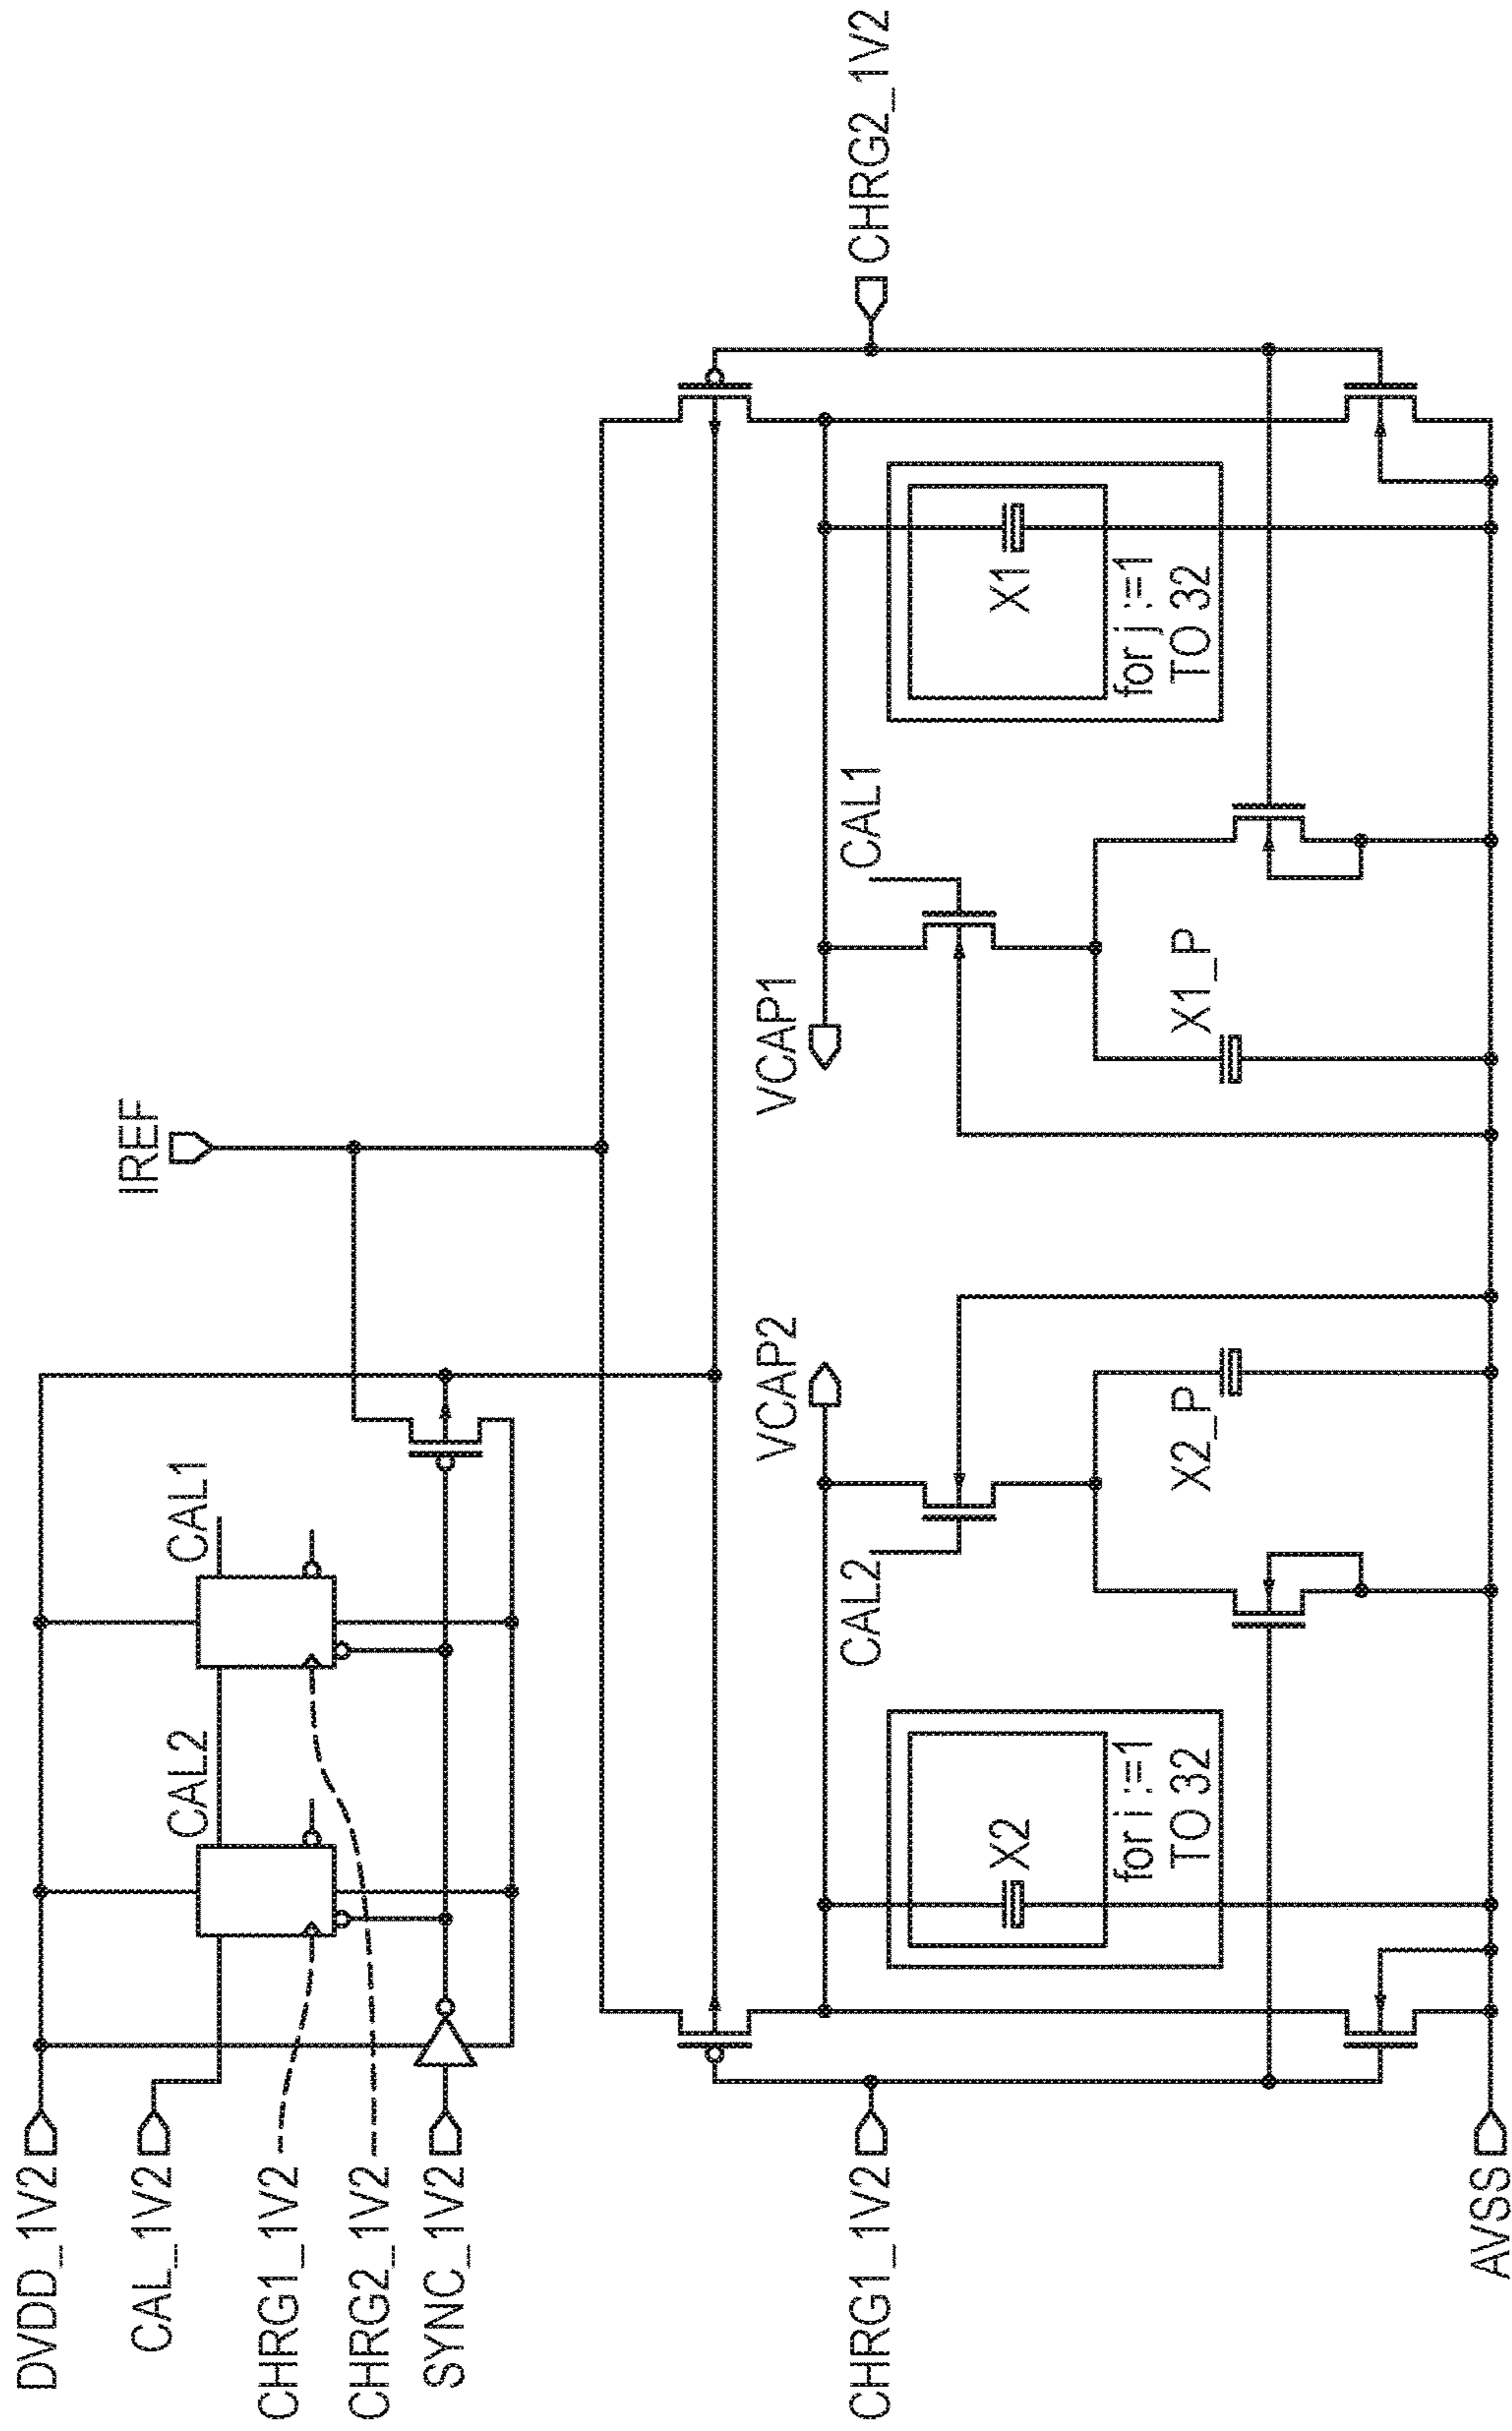 DVDD_1V2
CAL_1V2
CHRG1_1V2
CHRG2_1V2
SYNC_1V2
CAL2
CAL1
IREF
CHRG1_1V2
CHRG2_1V2
VCAP2
VCAP1
CAL2
CAL1
X2
for i :=1
TO 32
X2_P
X1_P
X1
for j :=1
TO 32
AVSS